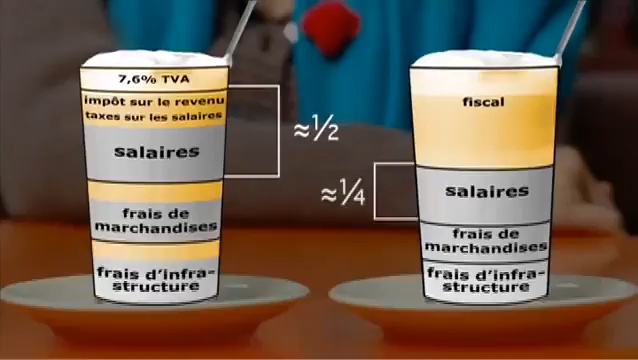 7,6% TVA
impôt sur le revenu
taxes sur les salaires
salaires
frais de
marchandises
frais d'infra-
structure
≈½
fiscal
salaires
frais de
marchandises
frais d'infra-
structure
≈¼